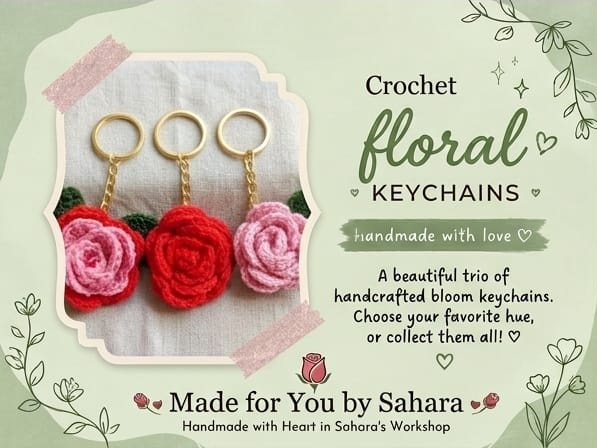 Crochet
floral
KEYCHAINS
handmade with love ♡
A beautiful trio of
handcrafted bloom keychains.
Choose your favorite hue,
or collect them all! ♡
Made for You by Sahara
Handmade with Heart in Sahara's Workshop